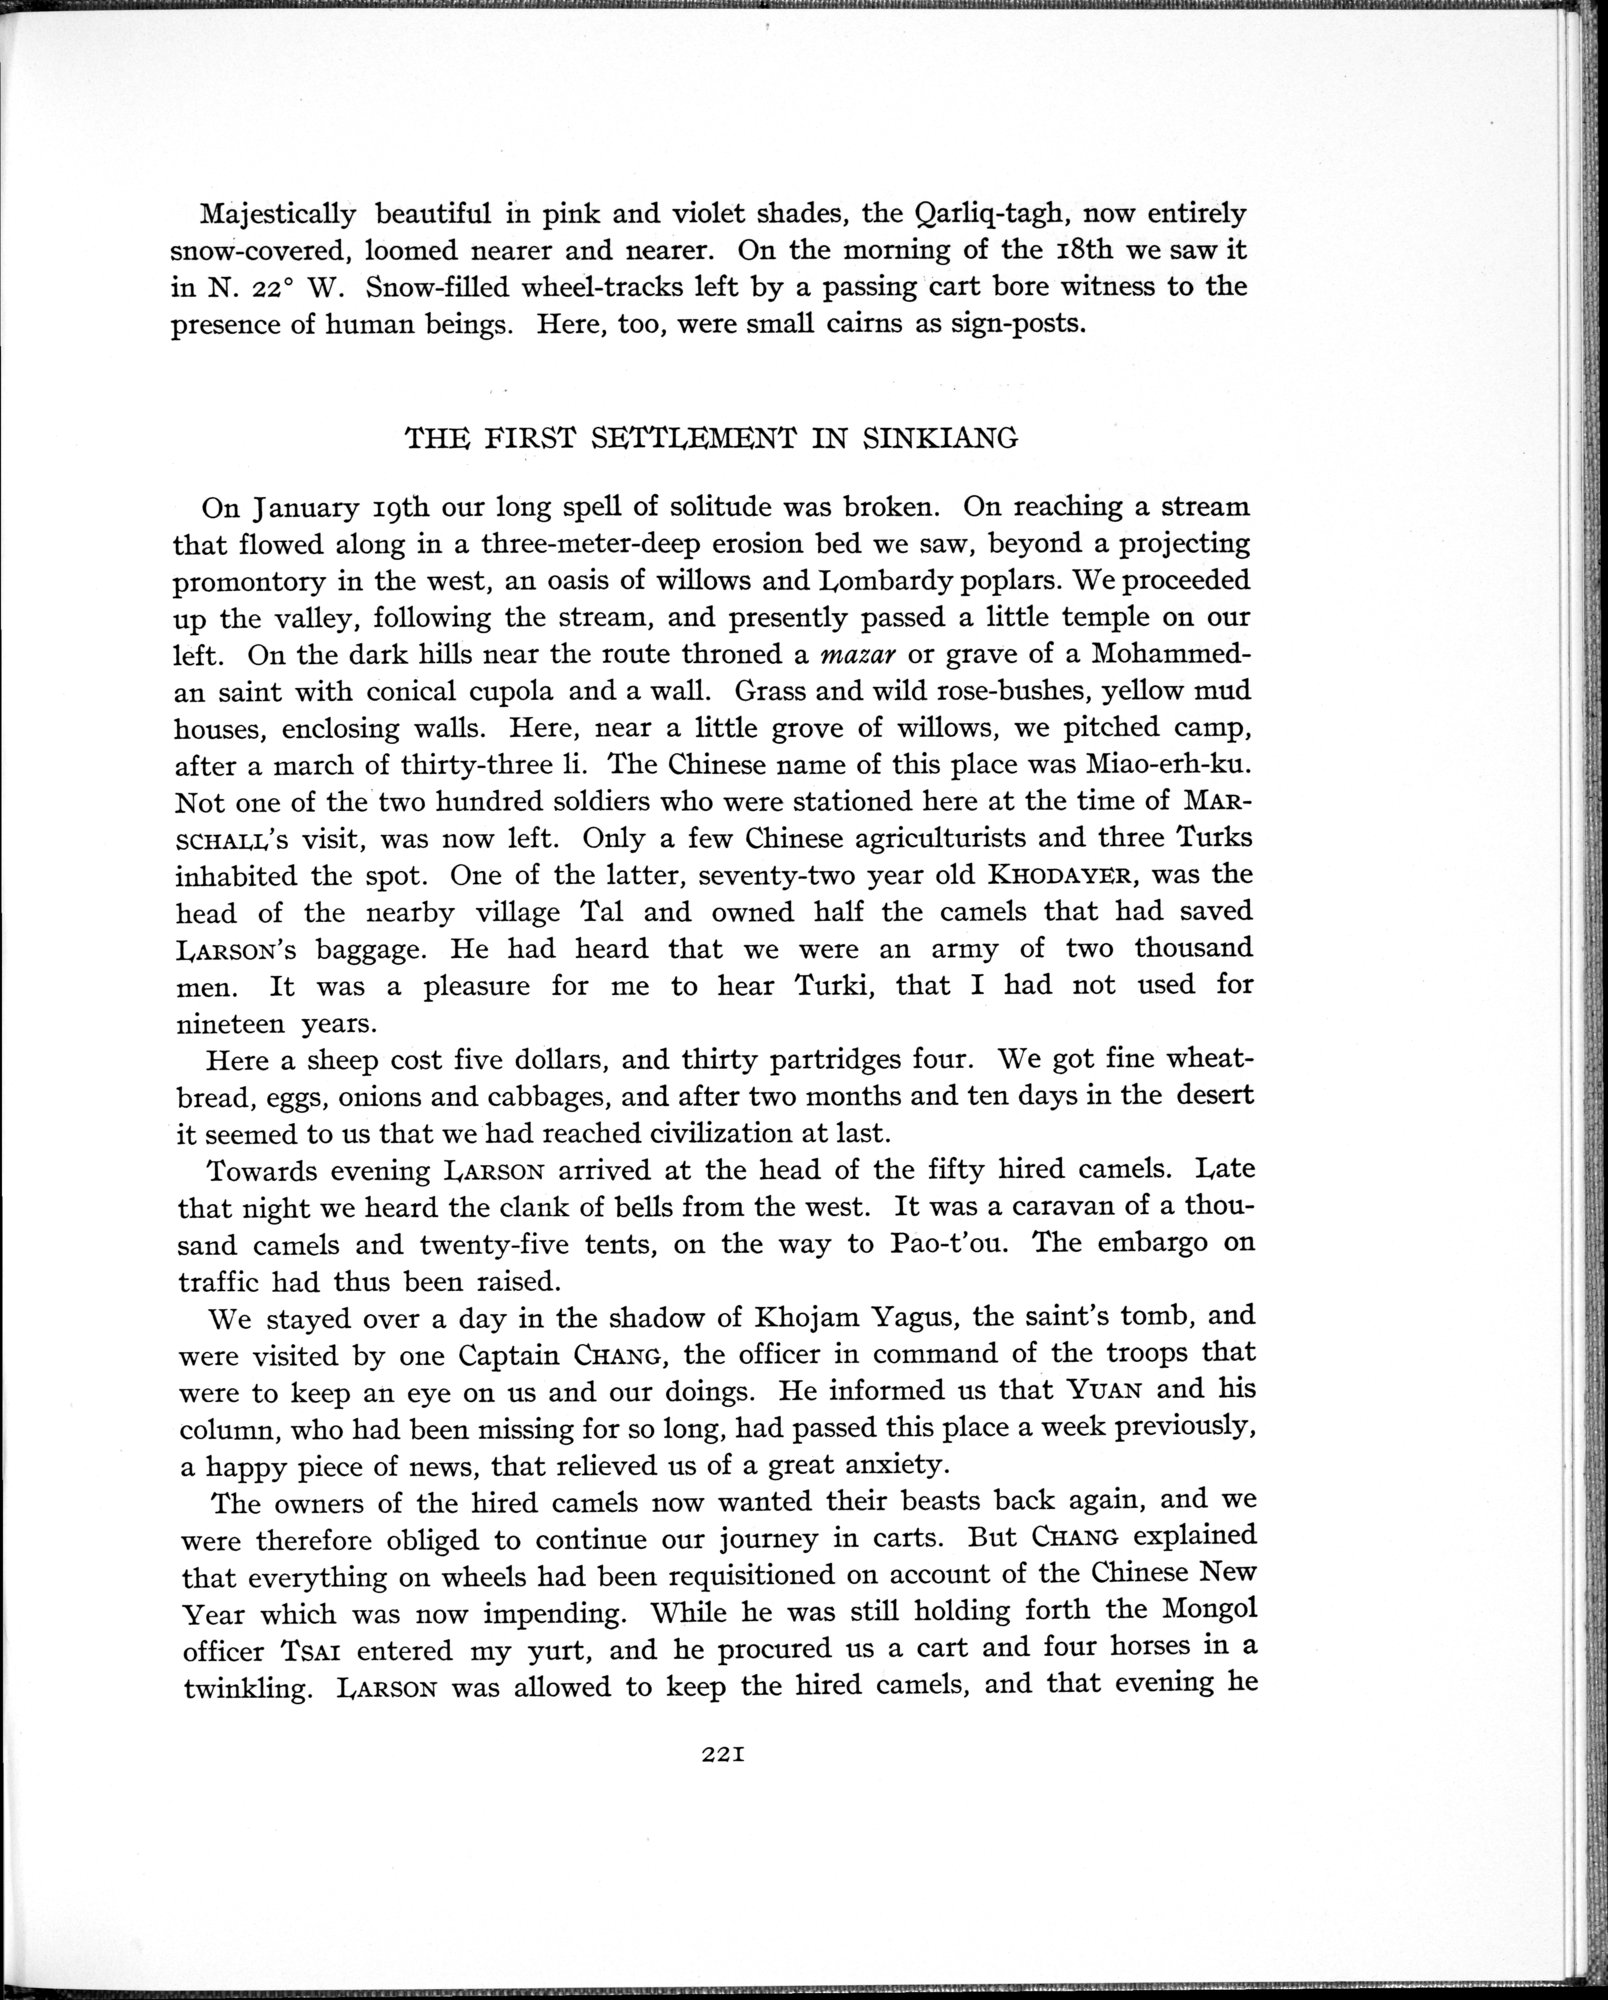 Majestically beautiful in pink and violet shades, the Qarliq-tagh, now entirely
snow-covered, loomed nearer and nearer. On the morning of the 18th we saw it
in N. 22° W. Snow-filled wheel-tracks left by a passing cart bore witness to the
presence of human beings. Here, too, were small cairns as sign-posts.
THE FIRST SETTLEMENT IN SINKIANG
On January 19th our long spell of solitude was broken. On reaching a stream
that flowed along in a three-meter-deep erosion bed we saw, beyond a projecting
promontory in the west, an oasis of willows and Lombardy poplars. We proceeded
up the valley, following the stream, and presently passed a little temple on our
left. On the dark hills near the route throned a mazar or grave of a Mohammed-
an saint with conical cupola and a wall. Grass and wild rose-bushes, yellow mud
houses, enclosing walls. Here, near a little grove of willows, we pitched camp,
after a march of thirty-three li. The Chinese name of this place was Miao-erh-ku.
Not one of the two hundred soldiers who were stationed here at the time of MAR-
SCHALL'S visit, was now left. Only a few Chinese agriculturists and three Turks
inhabited the spot. One of the latter, seventy-two year old KHODAYER, was the
head of the nearby village Tal and owned half the camels that had saved
LARSON'S baggage. He had heard that we were an army of two thousand
men. It was a pleasure for me to hear Turki, that I had not used for
nineteen years.
Here a sheep cost five dollars, and thirty partridges four. We got fine wheat-
bread, eggs, onions and cabbages, and after two months and ten days in the desert
it seemed to us that we had reached civilization at last.
Towards evening LARSON arrived at the head of the fifty hired camels. Late
that night we heard the clank of bells from the west. It was a caravan of a thou-
sand camels and twenty-five tents, on the way to Pao-t'ou. The embargo on
traffic had thus been raised.
We stayed over a day in the shadow of Khojam Yagus, the saint's tomb, and
were visited by one Captain CHANG, the officer in command of the troops that
were to keep an eye on us and our doings. He informed us that YUAN and his
column, who had been missing for so long, had passed this place a week previously,
a happy piece of news, that relieved us of a great anxiety.
The owners of the hired camels now wanted their beasts back again, and we
were therefore obliged to continue our journey in carts. But CHANG explained
that everything on wheels had been requisitioned on account of the Chinese New
Year which was now impending. While he was still holding forth the Mongol
officer TSAI entered my yurt, and he procured us a cart and four horses in a
twinkling. LARSON was allowed to keep the hired camels, and that evening he
221